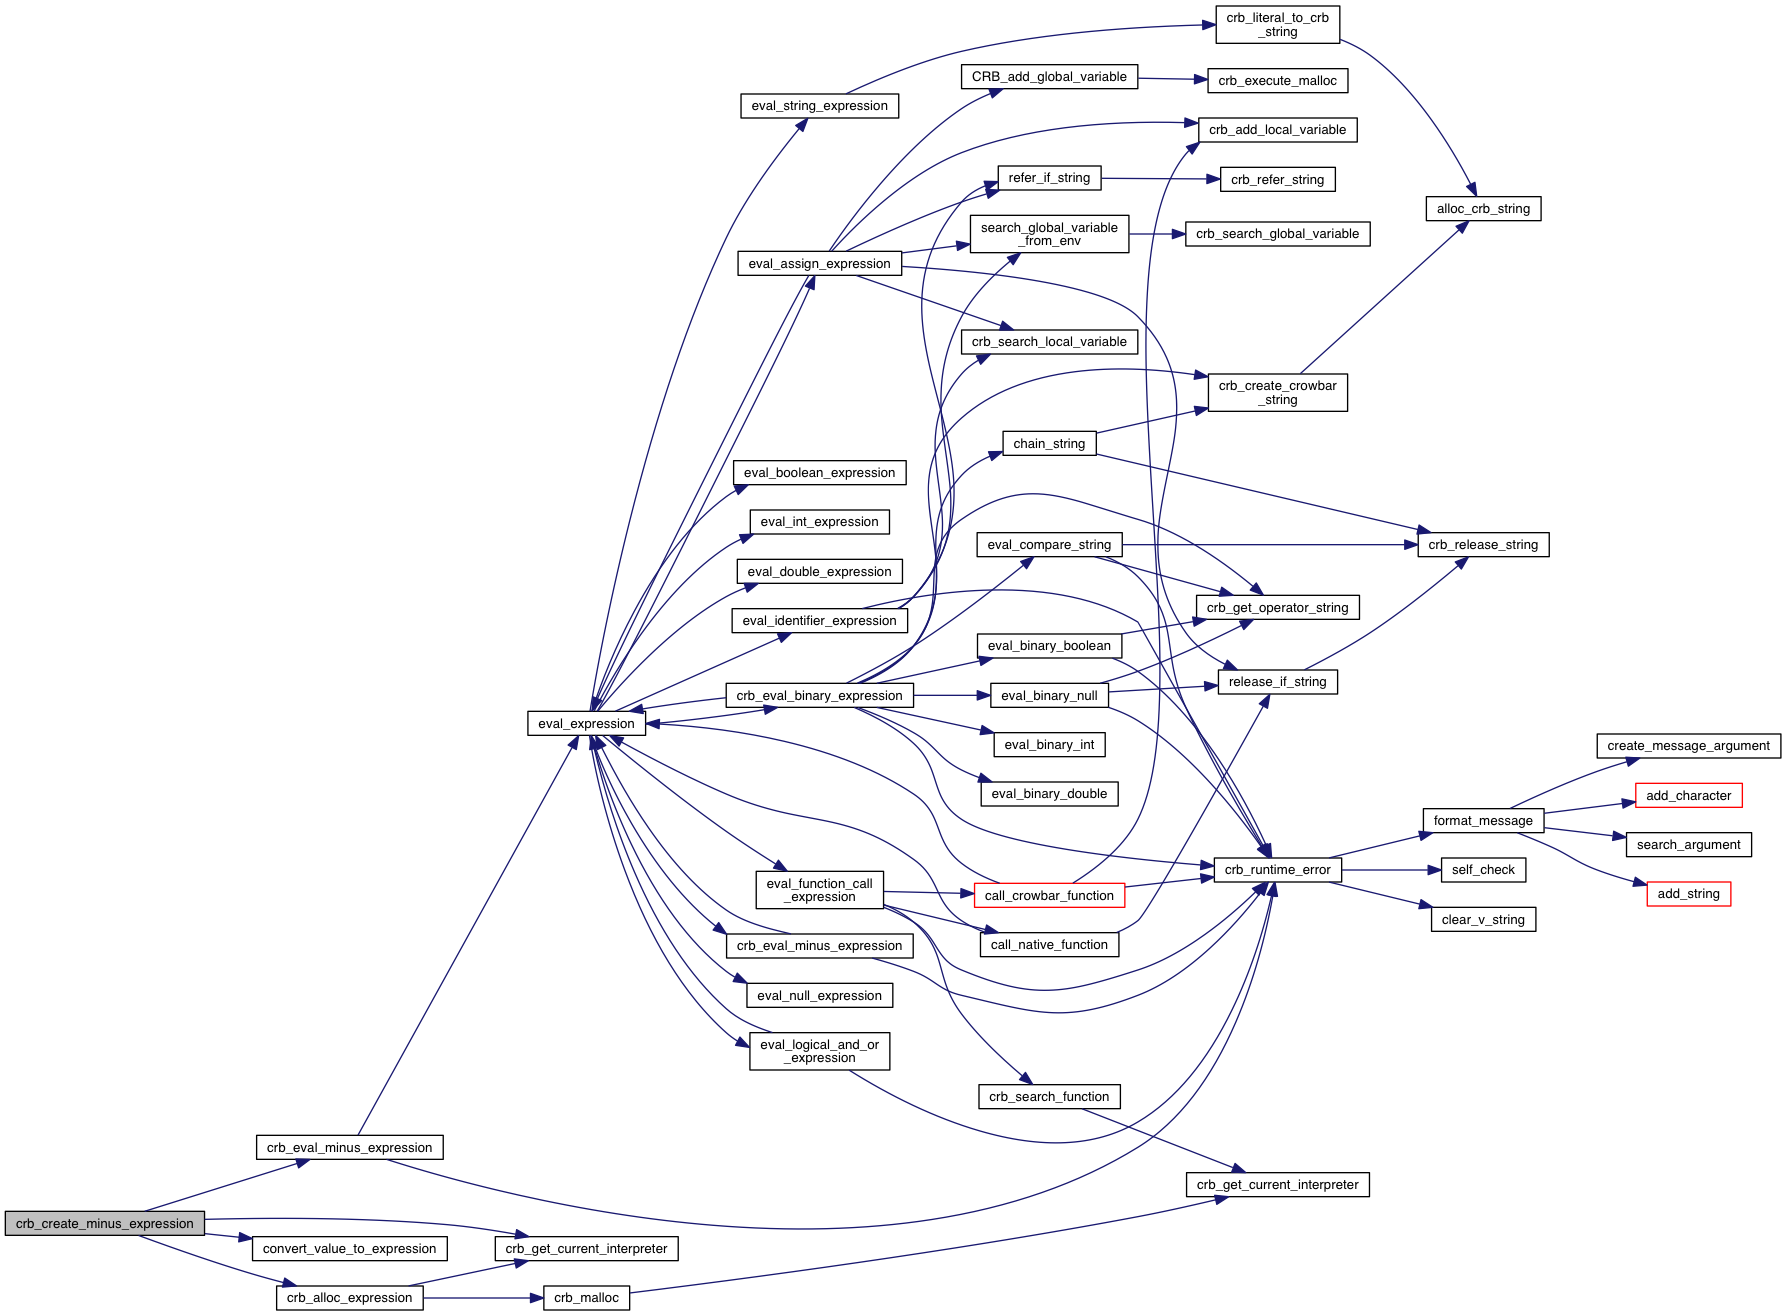 crb_literal_to_crb
_string
CRB_add_global_variable
crb_execute_malloc
eval_string_expression
crb_add_local_variable
refer_if_string
crb_refer_string
alloc_crb_string
search_global_variable
_from_env
crb_search_global_variable
eval_assign_expression
crb_search_local_variable
crb_create_crowbar
_string
chain_string
eval_boolean_expression
eval_int_expression
eval_compare_string
crb_release_string
eval_double_expression
crb_get_operator_string
eval_identifier_expression
eval_binary_boolean
release_if_string
crb_eval_binary_expression
eval_binary_null
eval_expression
eval_binary_int
create_message_argument
eval_binary_double
add_character
format_message
search_argument
crb_runtime_error
self_check
eval_function_call
_expression
call_crowbar_function
add_string
clear_v_string
crb_eval_minus_expression
call_native_function
eval_null_expression
eval_logical_and_or
_expression
crb_search_function
crb_eval_minus_expression
crb_get_current_interpreter
crb_create_minus_expression
convert_value_to_expression
crb_get_current_interpreter
crb_alloc_expression
crb_malloc